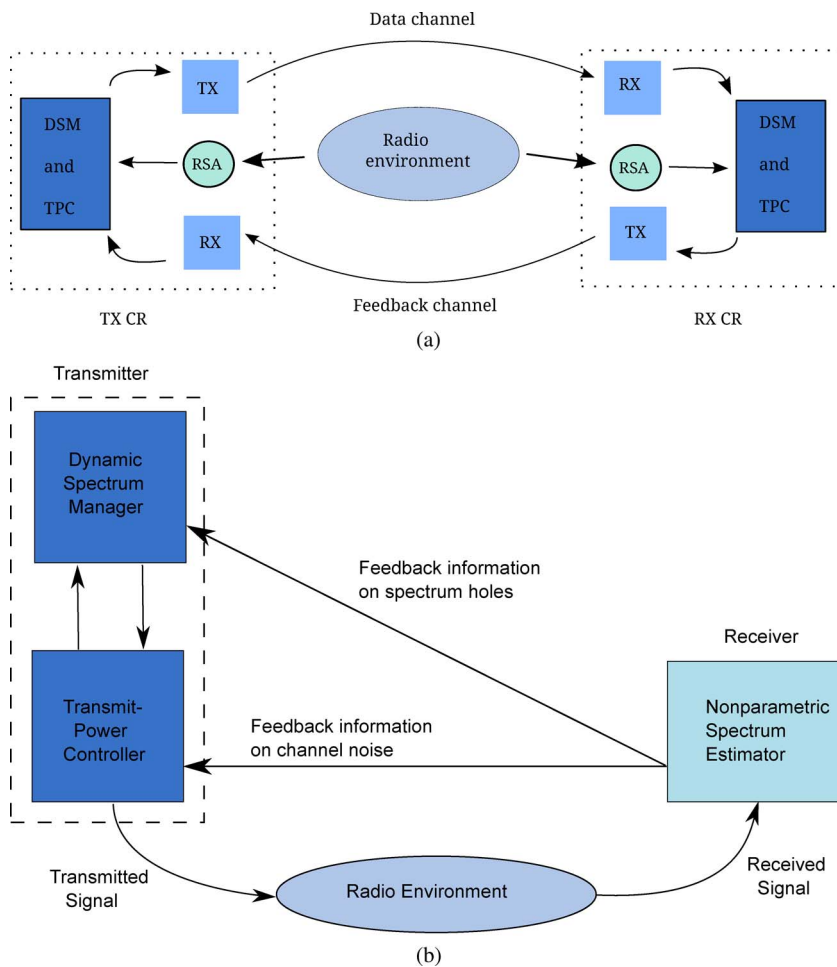 Data channel
TX
RX
DSM
and
TPC
RSA
Radio
environment
RSA
DSM
and
TPC
RX
TX
Feedback channel
TX CR
RX CR
(a)
Transmitter
Dynamic
Spectrum
Manager
Feedback information
on spectrum holes
Receiver
Transmit-
Power
Controller
Feedback information
on channel noise
Nonparametric
Spectrum
Estimator
Transmitted
Signal
Radio Environment
Received
Signal
(b)